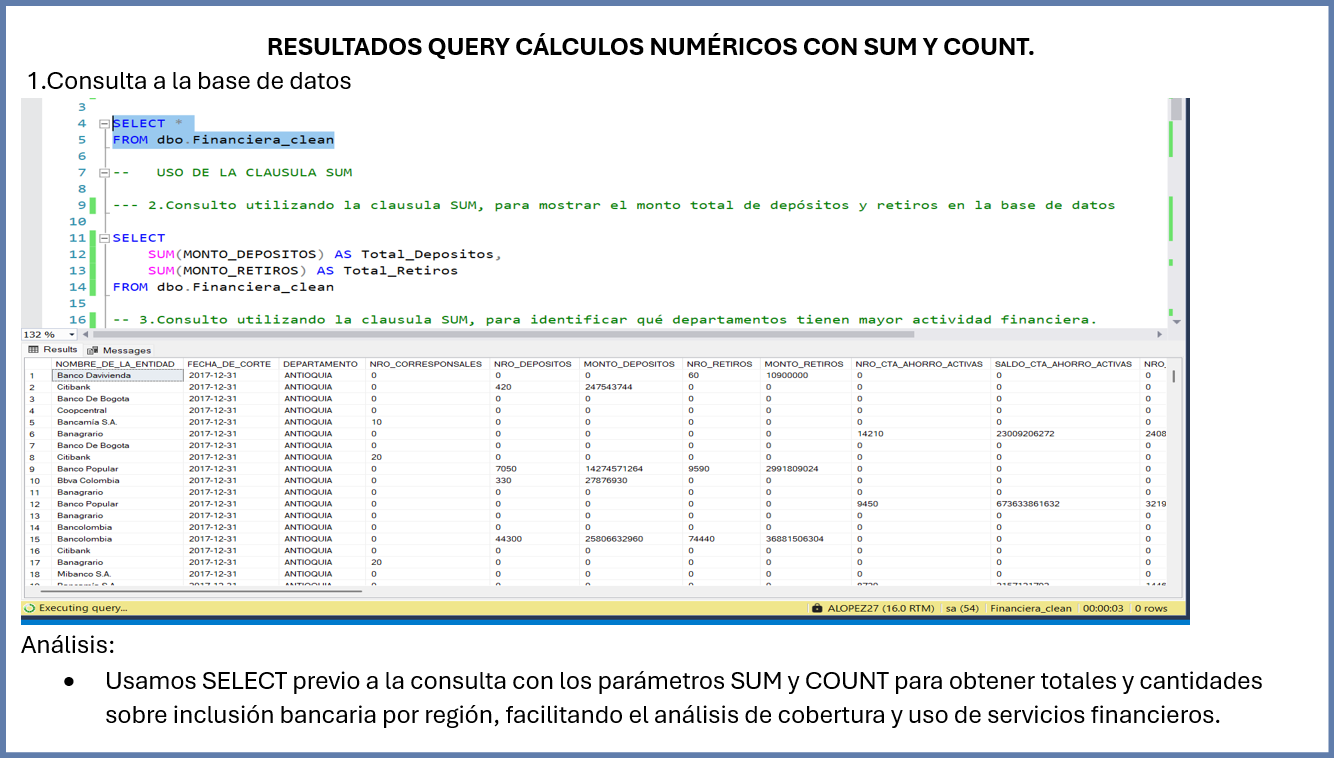 RESULTADOS QUERY CÁLCULOS NUMÉRICOS CON SUM Y COUNT.
1.Consulta a la base de datos
3
4 SELECT *
5 FROM dbo.Financiera_clean
6
7 -- USO DE LA CLAUSULA SUM
8
9 --- 2.Consulto utilizando la clausula SUM, para mostrar el monto total de depósitos y retiros en la base de datos
10
11 SELECT
12 SUM(MONTO_DEPOSITOS) AS Total_Depositos,
13 SUM(MONTO_RETIROS) AS Total_Retiros
14 FROM dbo.Financiera_clean
15
16 -- 3.Consulto utilizando la clausula SUM, para identificar qué departamentos tienen mayor actividad financiera.
132 %
Results Messages
NOMBRE_DE_LA_ENTIDAD FECHA_DE_CORTE DEPARTAMENTO NRO_CORRESPONSALES NRO_DEPOSITOS MONTO_DEPOSITOS NRO_RETIROS MONTO_RETIROS NRO_CTA_AHORRO_ACTIVAS SALDO_CTA_AHORRO_ACTIVAS NRO_
1 Banco Davivienda 2017-12-31 ANTIOQUIA 0 0 0 60 10900000 0 0 0
2 Citibank 2017-12-31 ANTIOQUIA 0 420 247543744 0 0 0 0 0
3 Banco De Bogota 2017-12-31 ANTIOQUIA 0 0 0 0 0 0 0 0
4 Coopcentral 2017-12-31 ANTIOQUIA 0 0 0 0 0 0 0 0
5 Bancamía S.A. 2017-12-31 ANTIOQUIA 10 0 0 0 0 0 0 0
6 Banagrario 2017-12-31 ANTIOQUIA 0 0 0 0 0 14210 23009206272 2408
7 Banco De Bogota 2017-12-31 ANTIOQUIA 0 0 0 0 0 0 0 0
8 Citibank 2017-12-31 ANTIOQUIA 20 0 0 0 0 0 0 0
9 Banco Popular 2017-12-31 ANTIOQUIA 0 7050 14274571264 9590 2991809024 0 0 0
10 Bbva Colombia 2017-12-31 ANTIOQUIA 0 330 27876930 0 0 0 0 0
11 Banagrario 2017-12-31 ANTIOQUIA 0 0 0 0 0 0 0 0
12 Banco Popular 2017-12-31 ANTIOQUIA 0 0 0 0 0 9450 673633861632 3219
13 Banagrario 2017-12-31 ANTIOQUIA 0 0 0 0 0 0 0 0
14 Bancolombia 2017-12-31 ANTIOQUIA 0 0 0 0 0 0 0 0
15 Bancolombia 2017-12-31 ANTIOQUIA 0 44300 25806632960 74440 36881506304 0 0 0
16 Citibank 2017-12-31 ANTIOQUIA 0 0 0 0 0 0 0 0
17 Banagrario 2017-12-31 ANTIOQUIA 20 0 0 0 0 0 0 0
18 Mibanco S.A. 2017-12-31 ANTIOQUIA 0 0 0 0 0 0 0 0
Executing query... ALOPEZ27 (16.0 RTM) sa (54) Financiera_clean 00:00:03 0 rows
Análisis:
• Usamos SELECT previo a la consulta con los parámetros SUM y COUNT para obtener totales y cantidades
sobre inclusión bancaria por región, facilitando el análisis de cobertura y uso de servicios financieros.